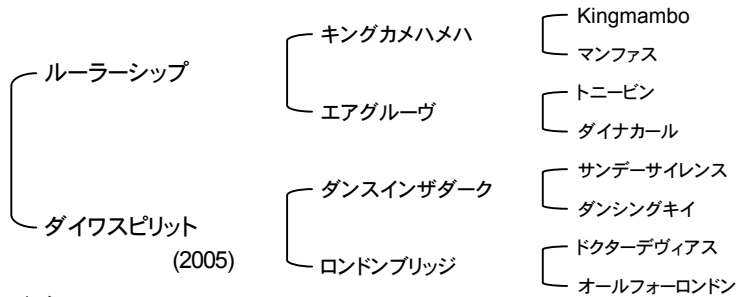 ルーラーシップ
キングカメハメハ
Kingmambo
マンファス
エアグルーヴ
トニービン
ダイナカール
ダイワスピリット
(2005)
ダンスインザダーク
サンデーサイレンス
ダンシングキイ
ロンドンブリッジ
ドクターデヴィアス
オールフォーロンドン